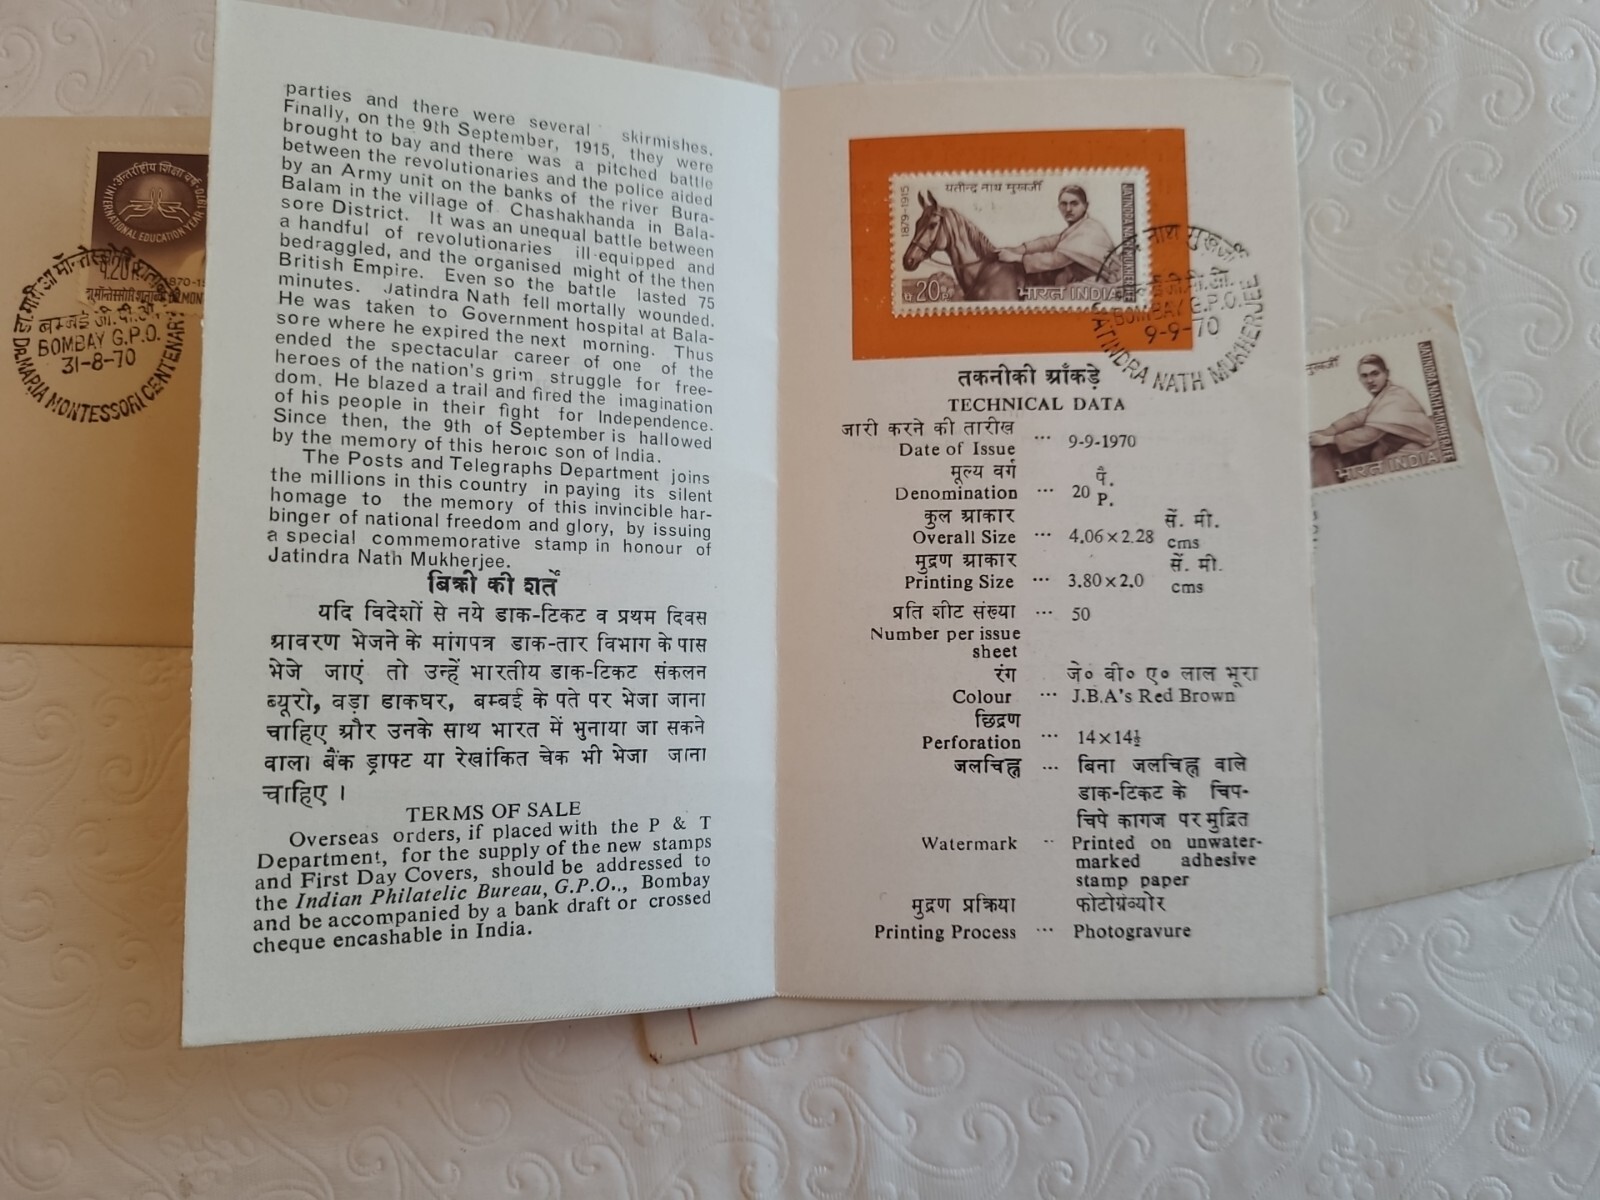 parties and there were several skirmishes.
Finally, on the 9th September, 1915, they were
brought to bay and there was a pitched battle
between the revolutionaries and the police aided
by an Army unit on the banks of the river Bura-
Balam in the village of Chashakhanda in Bala-
sore District. It was an unequal battle between
a handful of revolutionaries ill-equipped and
bedraggled, and the organised might of the then
British Empire. Even so the battle lasted 75
minutes. Jatindra Nath fell mortally wounded.
He was taken to Government hospital at Bala-
sore where he expired the next morning. Thus
ended the spectacular career of one of the
heroes of the nation's grim struggle for free-
dom. He blazed a trail and fired the imagination
of his people in their fight for Independence.
Since then, the 9th of September is hallowed
by the memory of this heroic son of India.
The Posts and Telegraphs Department joins
the millions in this country in paying its silent
homage to the memory of this invincible har-
binger of national freedom and glory, by issuing
a special commemorative stamp in honour of
Jatindra Nath Mukherjee.
बिक्री की शर्तें
यदि विदेशों से नये डाक-टिकट व प्रथम दिवस
आवरण भेजने के मांगपत्र डाक-तार विभाग के पास
भेजे जाएं तो उन्हें भारतीय डाक-टिकट संकलन
ब्यूरो, बड़ा डाकघर, बम्बई के पते पर भेजा जाना
चाहिए और उनके साथ भारत में भुनाया जा सकने
वाला बैंक ड्राफ्ट या रेखांकित चेक भी भेजा जाना
चाहिए ।
TERMS OF SALE
Overseas orders, if placed with the P & T
Department, for the supply of the new stamps
and First Day Covers, should be addressed to
the Indian Philatelic Bureau, G.P.O.., Bombay
and be accompanied by a bank draft or crossed
cheque encashable in India.
यतीन्द्र नाथ मुखर्जी
1879-1915
JATINDRA NATH MUKHERJEE
प 20 P
भारत INDIA
नाथ मुखर्जी
जी.पी.ओ.
BOMBAY G.P.O.
9-9-70
JATINDRA NATH MUKHERJEE
तकनीकी आँकड़े
TECHNICAL DATA
जारी करने की तारीख
Date of Issue ... 9-9-1970
मूल्य वर्ग पै.
Denomination ... 20 P.
कुल आकार सें. मी.
Overall Size ... 4.06×2.28 cms
मुद्रण आकार सें. मी.
Printing Size ... 3.80×2.0 cms
प्रति शीट संख्या ... 50
Number per issue
sheet
रंग जे० बी० ए० लाल भूरा
Colour ... J.B.A's Red Brown
छिद्रण
Perforation ... 14×14½
जलचिह्न ... बिना जलचिह्न वाले
डाक-टिकट के चिप-
चिपे कागज पर मुद्रित
Watermark .. Printed on unwater-
marked adhesive
stamp paper
मुद्रण प्रक्रिया फोटोग्रेव्योर
Printing Process ... Photogravure
अन्तर्राष्ट्रीय शिक्षा वर्ष
INTERNATIONAL EDUCATION YEAR 1970
डा. मारिआ मॉन्तेस्सोरि
बम्बई जी.पी.ओ.
BOMBAY G.P.O.
31-8-70
DR. MARIA MONTESSORI CENTENARY
मुखर्जी
JATINDRA NATH MUKHERJEE
भारत INDIA